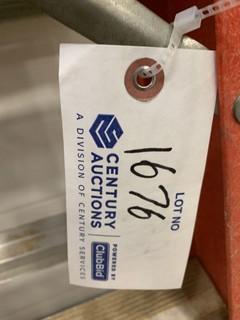 LOT NO
1676
CENTURY
AUCTIONS
A DIVISION OF CENTURY SERVICES
POWERED BY
ClubBid